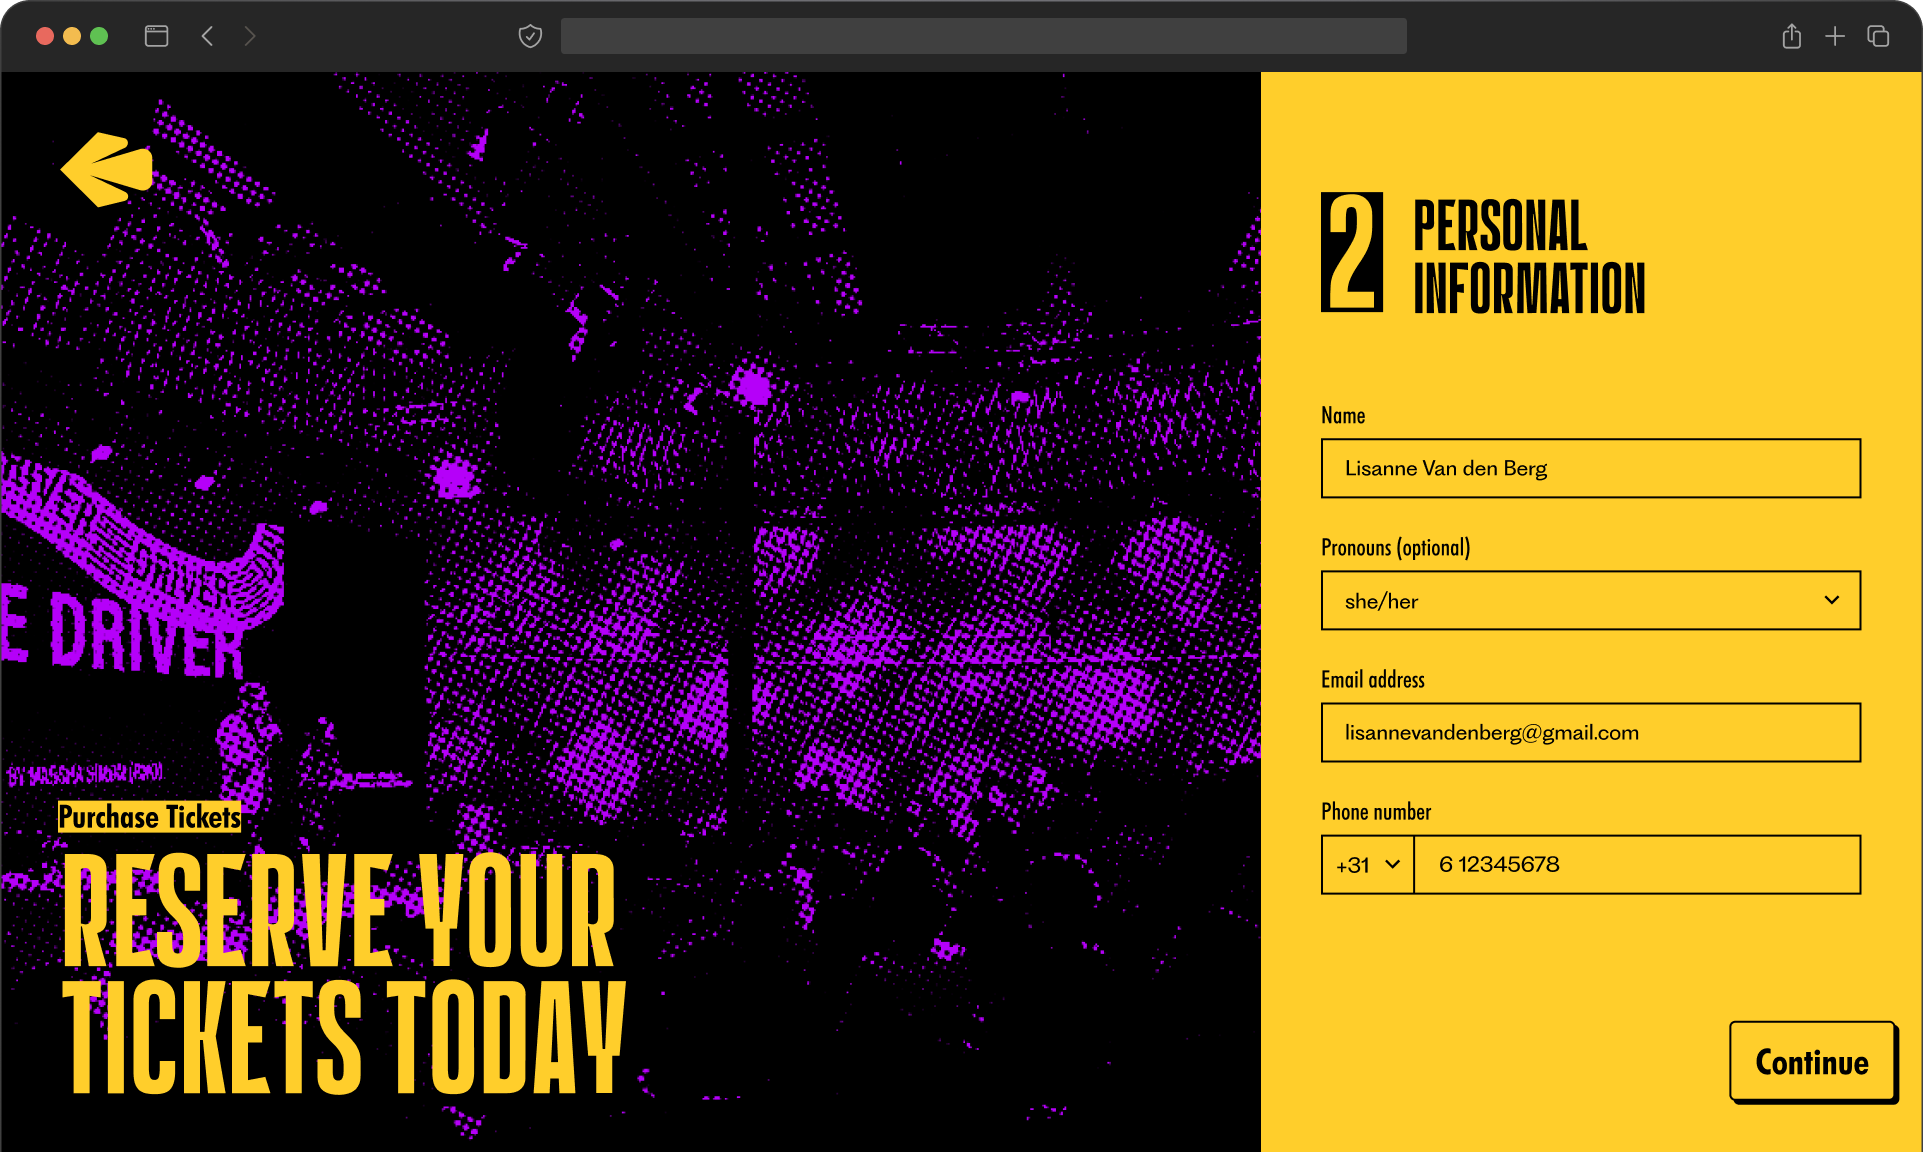 E DRIVER
Purchase Tickets
RESERVE YOUR
TICKETS TODAY
2
PERSONAL
INFORMATION
Name
Lisanne Van den Berg
Pronouns (optional)
she/her
Email address
lisannevandenberg@gmail.com
Phone number
+31
6 12345678
Continue